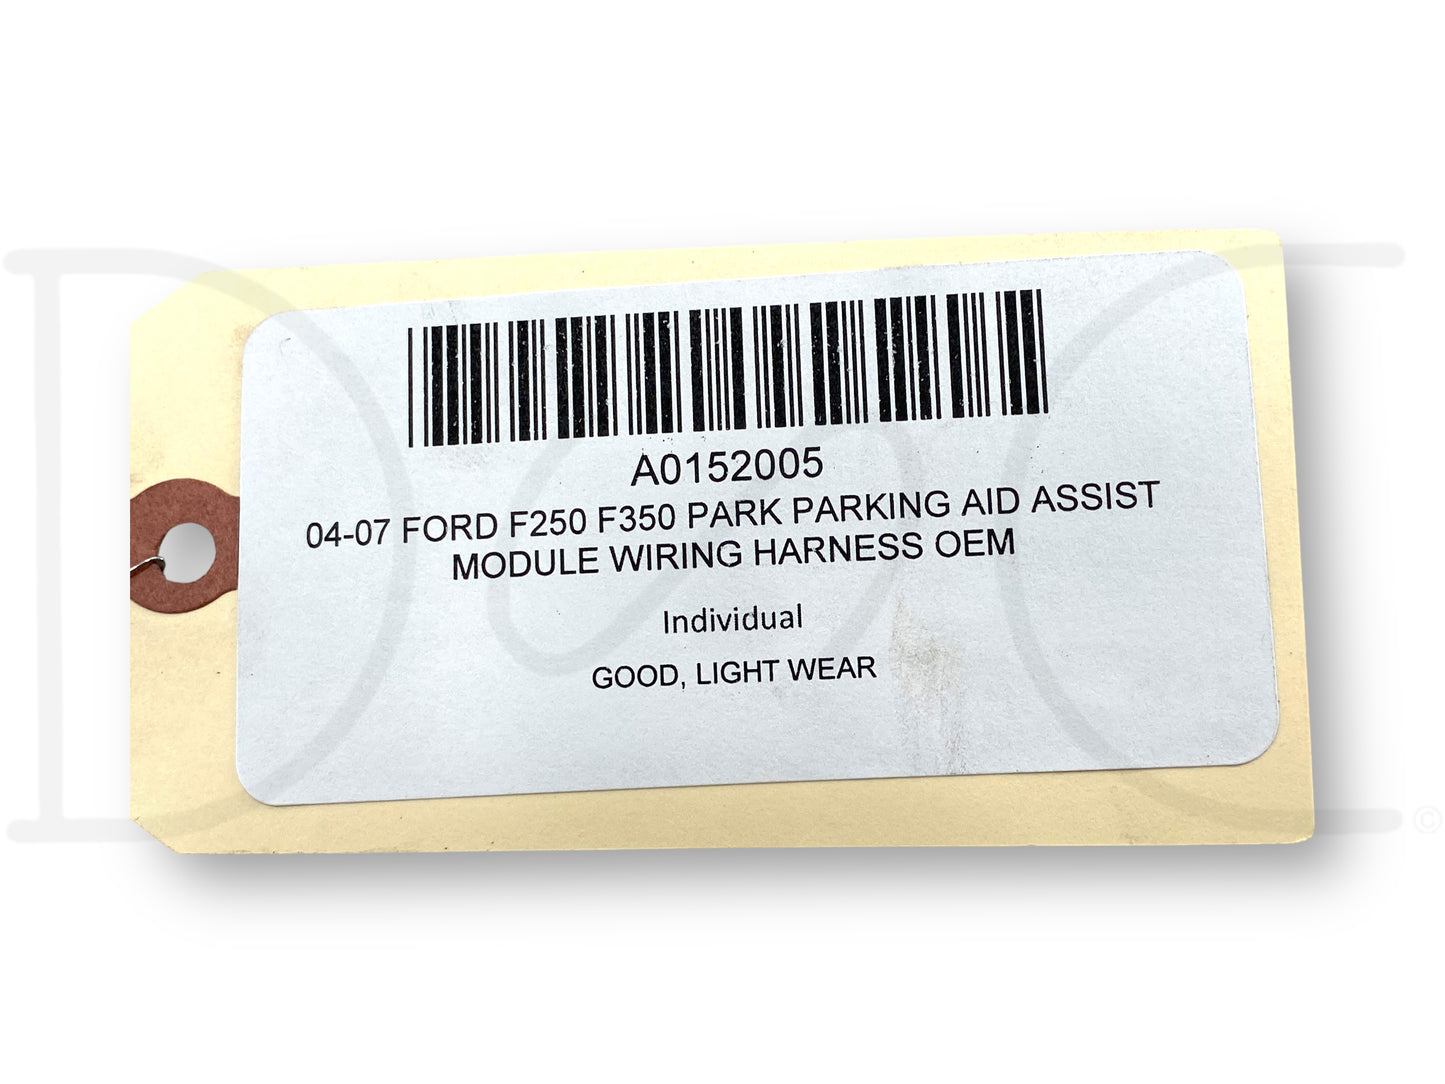 A0152005
04-07 FORD F250 F350 PARK PARKING AID ASSIST
MODULE WIRING HARNESS OEM
Individual
GOOD, LIGHT WEAR
©